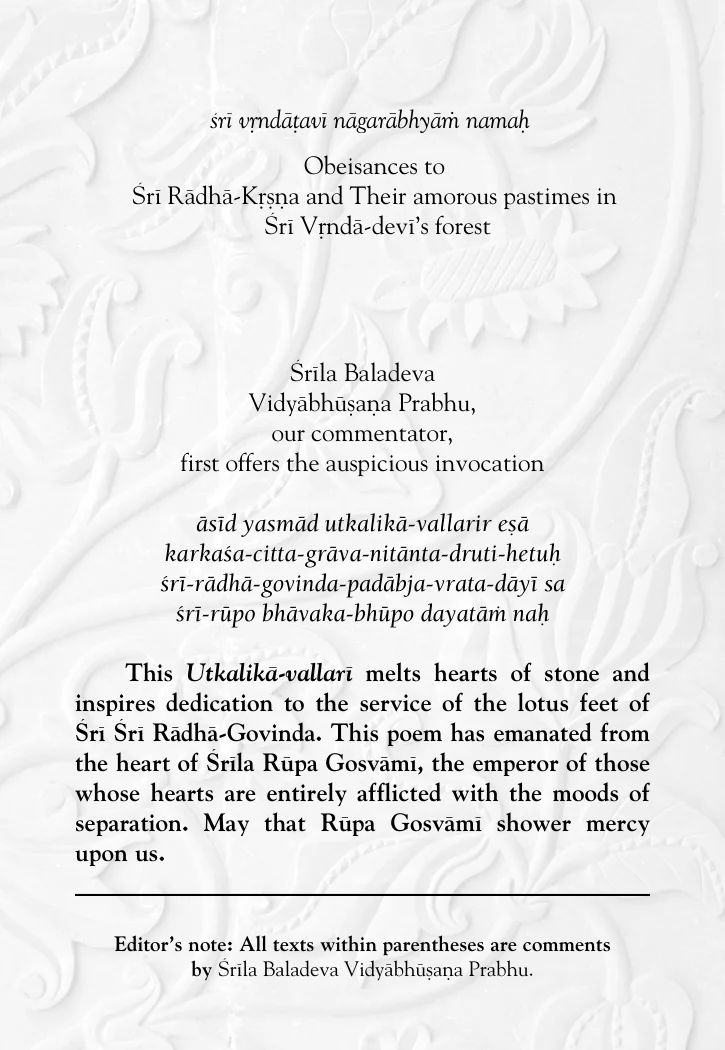 śrī vṛndāṭavī nāgarābhyāṁ namaḥ
Obeisances to
Śrī Rādhā-Kṛṣṇa and Their amorous pastimes in
Śrī Vṛndā-devī’s forest
Śrīla Baladeva
Vidyābhūṣaṇa Prabhu,
our commentator,
first offers the auspicious invocation
āsīd yasmād utkalikā-vallarir eṣā
karkaśa-citta-grāva-nitānta-druti-hetuḥ
śrī-rādhā-govinda-padābja-vrata-dāyī sa
śrī-rūpo bhāvaka-bhūpo dayatāṁ naḥ
This Utkalikā-vallarī melts hearts of stone and
inspires dedication to the service of the lotus feet of
Śrī Śrī Rādhā-Govinda. This poem has emanated from
the heart of Śrīla Rūpa Gosvāmī, the emperor of those
whose hearts are entirely afflicted with the moods of
separation. May that Rūpa Gosvāmī shower mercy
upon us.
Editor’s note: All texts within parentheses are comments
by Śrīla Baladeva Vidyābhūṣaṇa Prabhu.